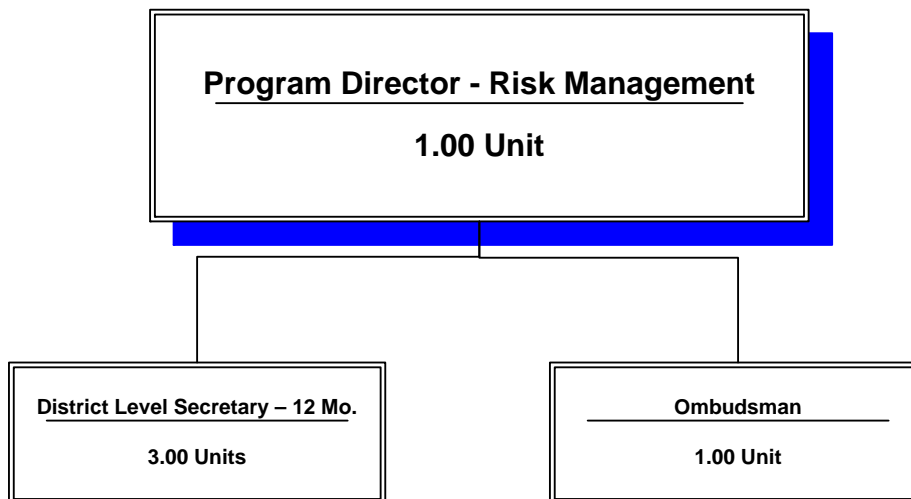 Program Director - Risk Management
1.00 Unit
District Level Secretary – 12 Mo.
3.00 Units
Ombudsman
1.00 Unit